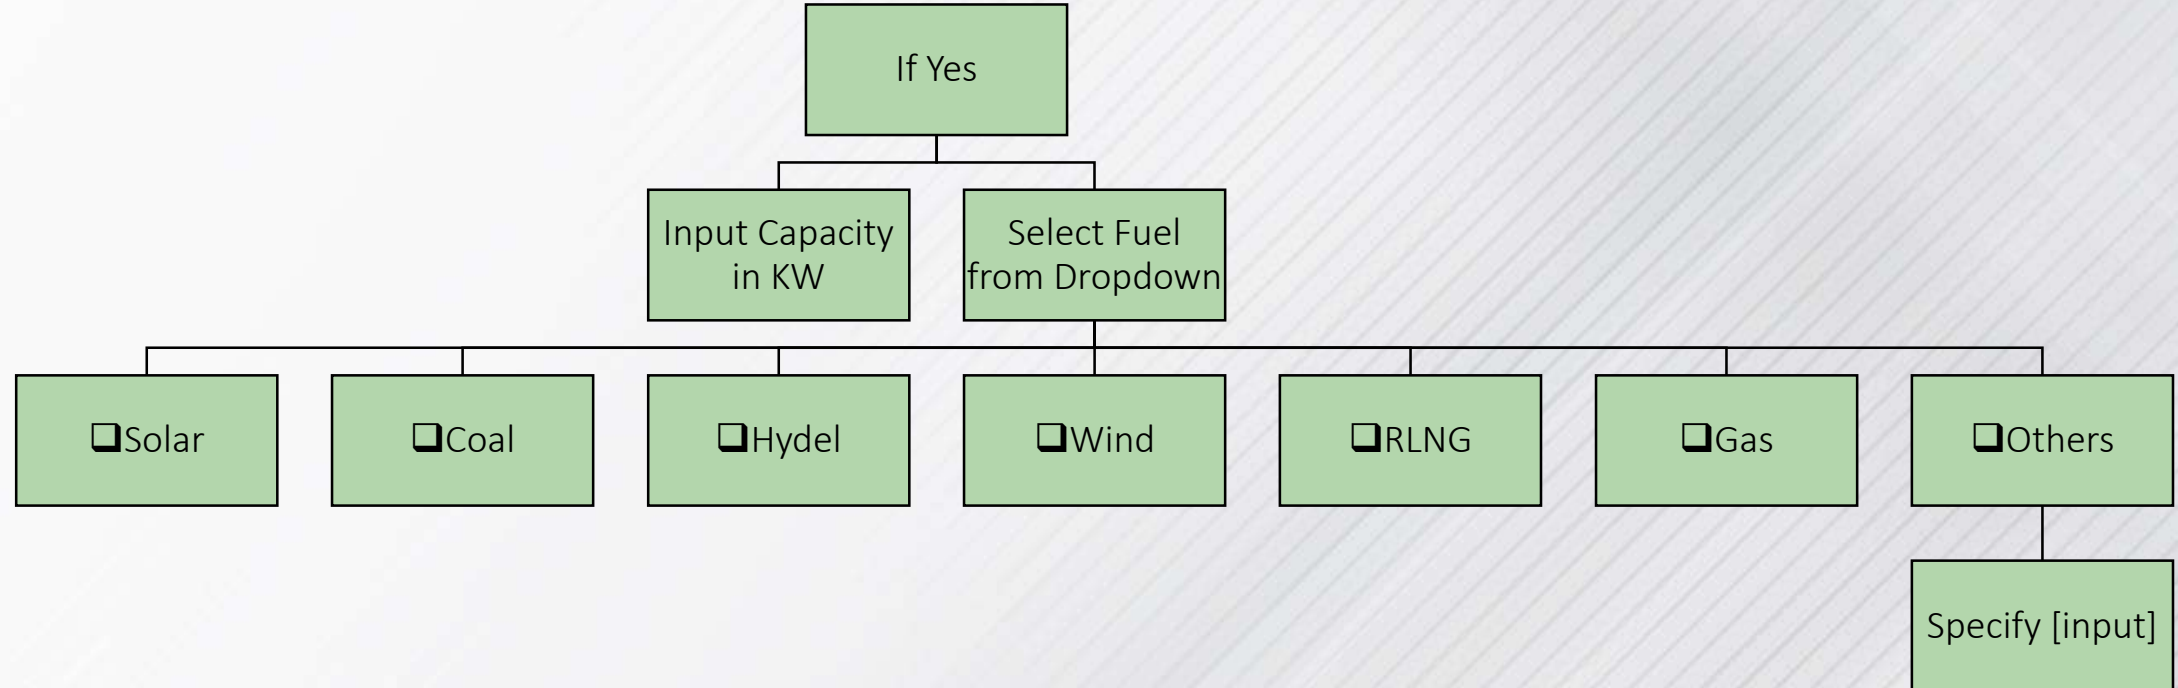 If Yes
Input Capacity
in KW
Select Fuel
from Dropdown
❑Solar
❑Coal
❑Hydel
❑Wind
❑RLNG
❑Gas
❑Others
Specify [input]